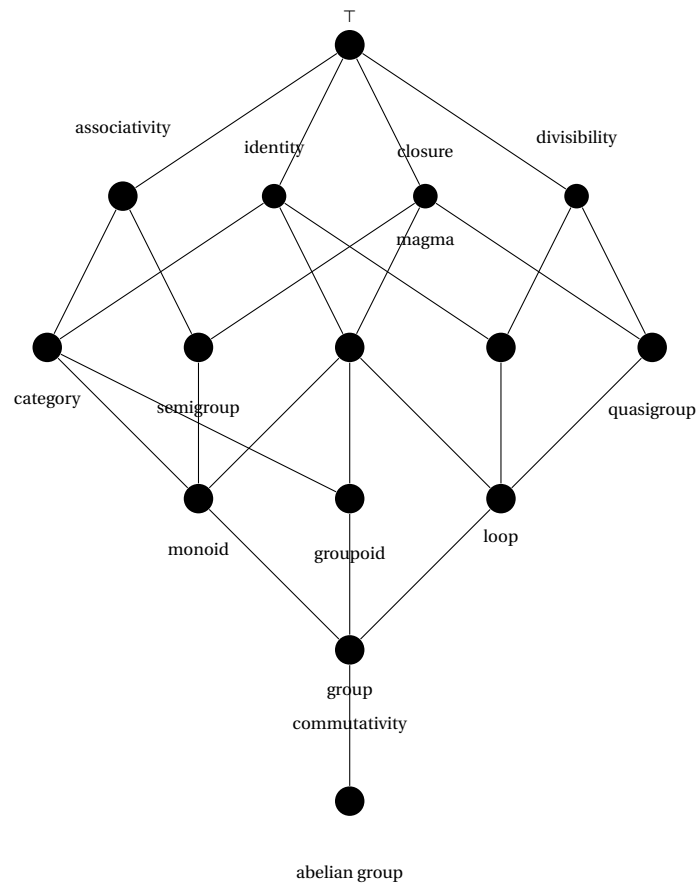 ⊤
associativity
identity
closure
divisibility
magma
category
semigroup
quasigroup
monoid
groupoid
loop
group
commutativity
abelian group